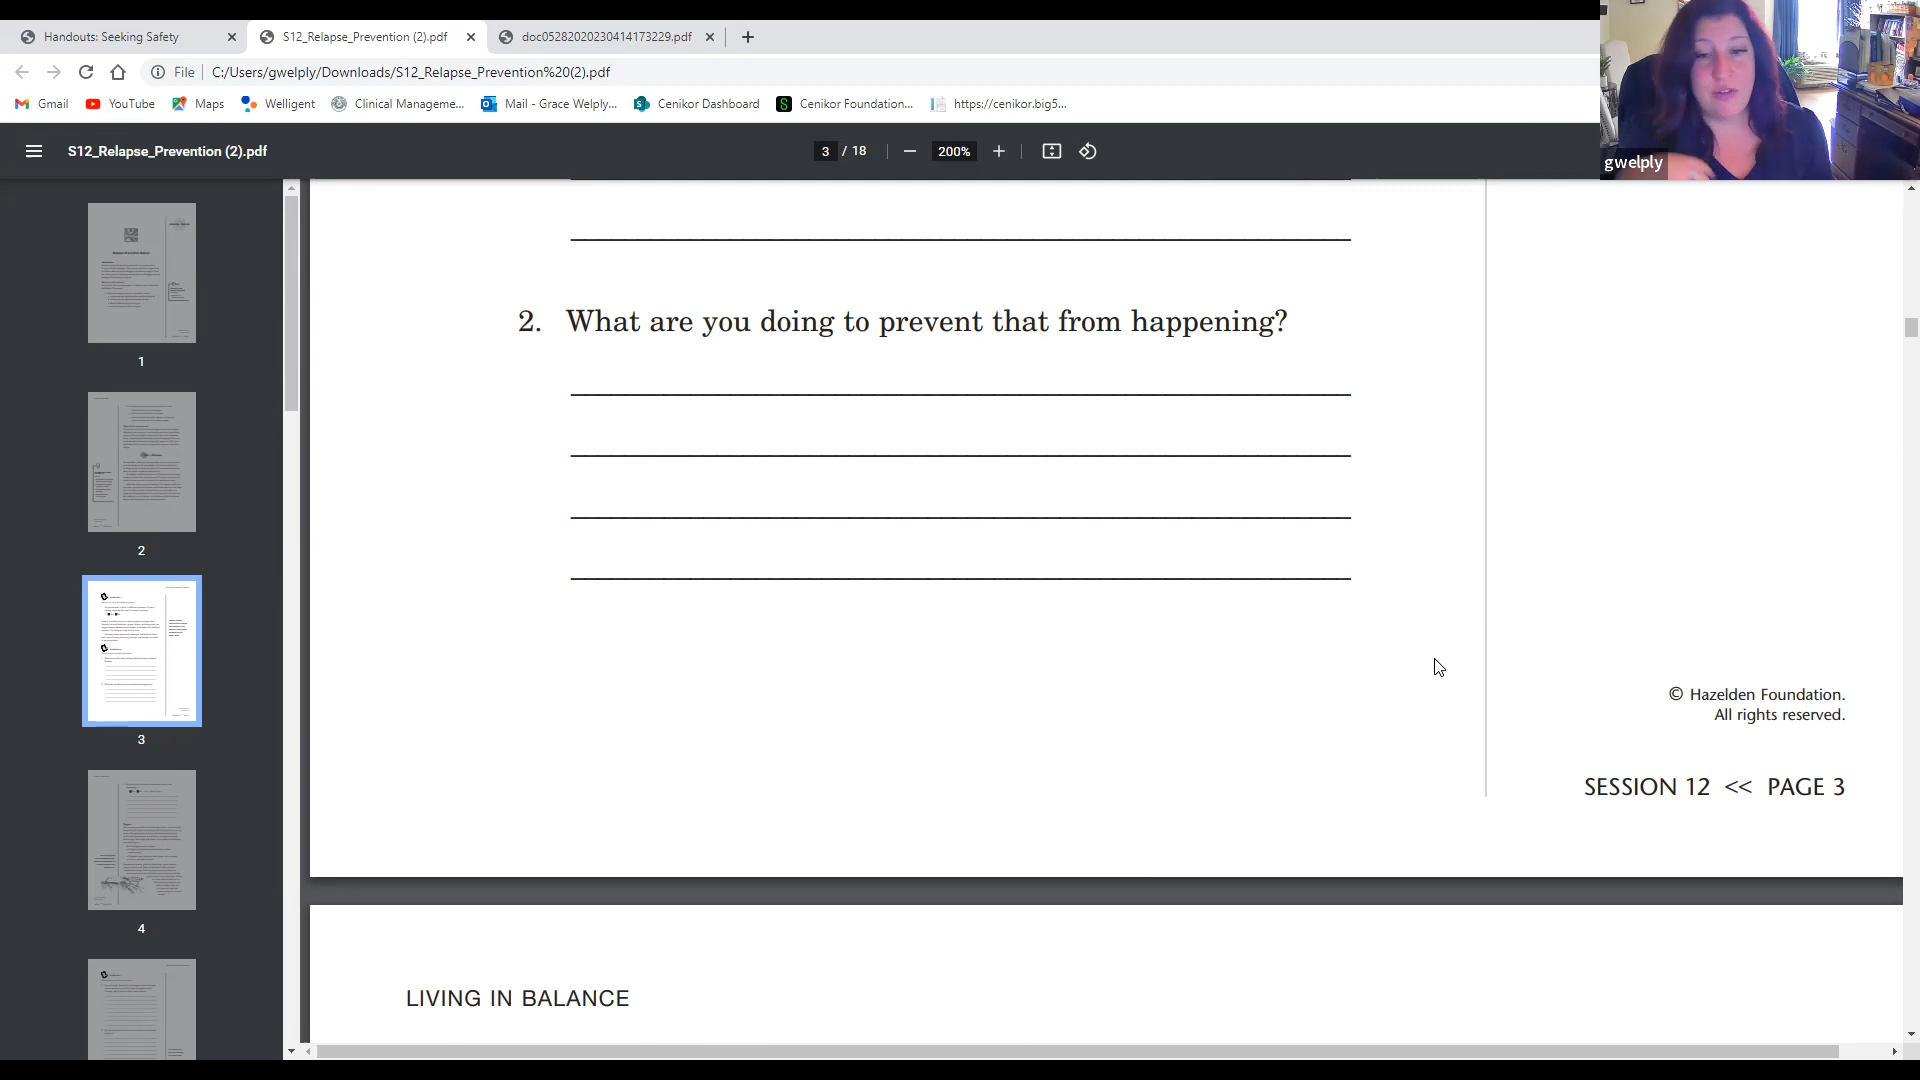 Handouts: Seeking Safety
S12_Relapse_Prevention (2).pdf
doc05282020230414173229.pdf
File
C:/Users/gwelply/Downloads/S12_Relapse_Prevention%20(2).pdf
Gmail
YouTube
Maps
Welligent
Clinical Manageme...
Mail - Grace Welply...
Cenikor Dashboard
Cenikor Foundation...
https://cenikor.big5...
S12_Relapse_Prevention (2).pdf
3 / 18
200%
gwelply
1
2
3
4
2. What are you doing to prevent that from happening?
© Hazelden Foundation.
All rights reserved.
SESSION 12 << PAGE 3
LIVING IN BALANCE